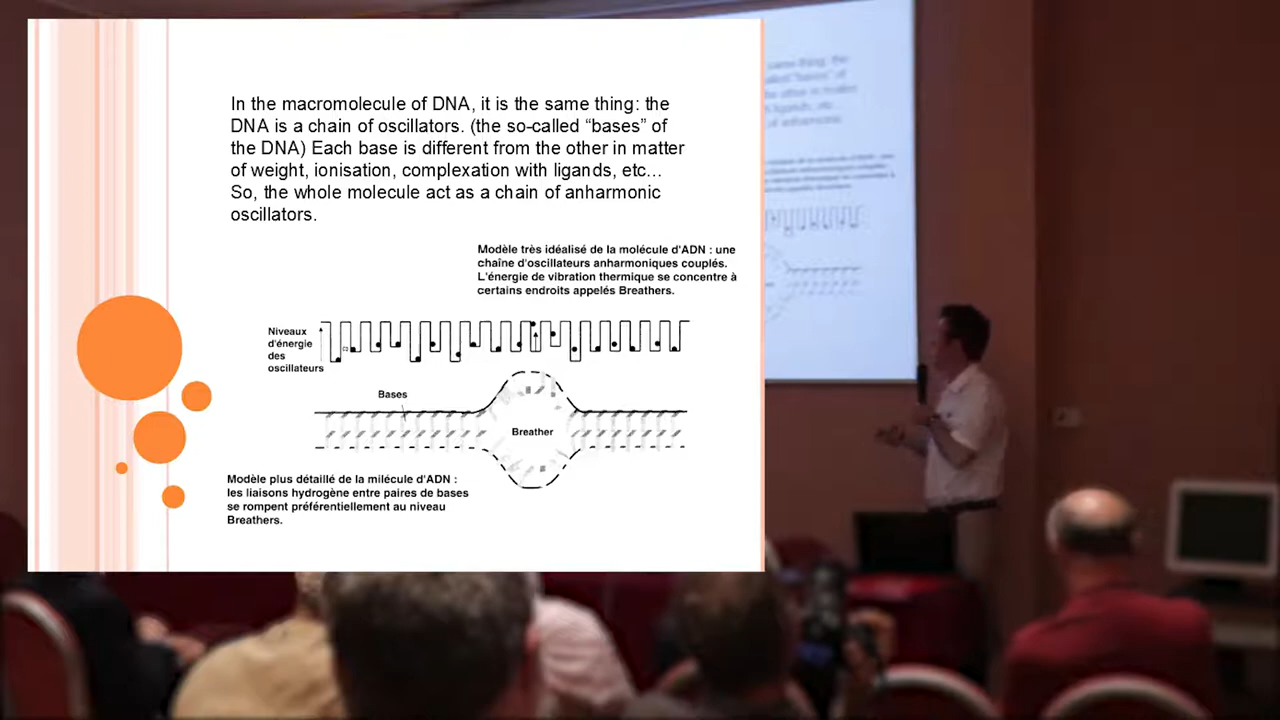 In the macromolecule of DNA, it is the same thing: the
DNA is a chain of oscillators. (the so-called “bases” of
the DNA) Each base is different from the other in matter
of weight, ionisation, complexation with ligands, etc…
So, the whole molecule act as a chain of anharmonic
oscillators.
Modèle très idéalisé de la molécule d'ADN : une
chaîne d'oscillateurs anharmoniques couplés.
L'énergie de vibration thermique se concentre à
certains endroits appelés Breathers.
Niveaux
d'énergie
des
oscillateurs
Bases
Breather
Modèle plus détaillé de la milécule d'ADN :
les liaisons hydrogène entre paires de bases
se rompent préférentiellement au niveau
Breathers.